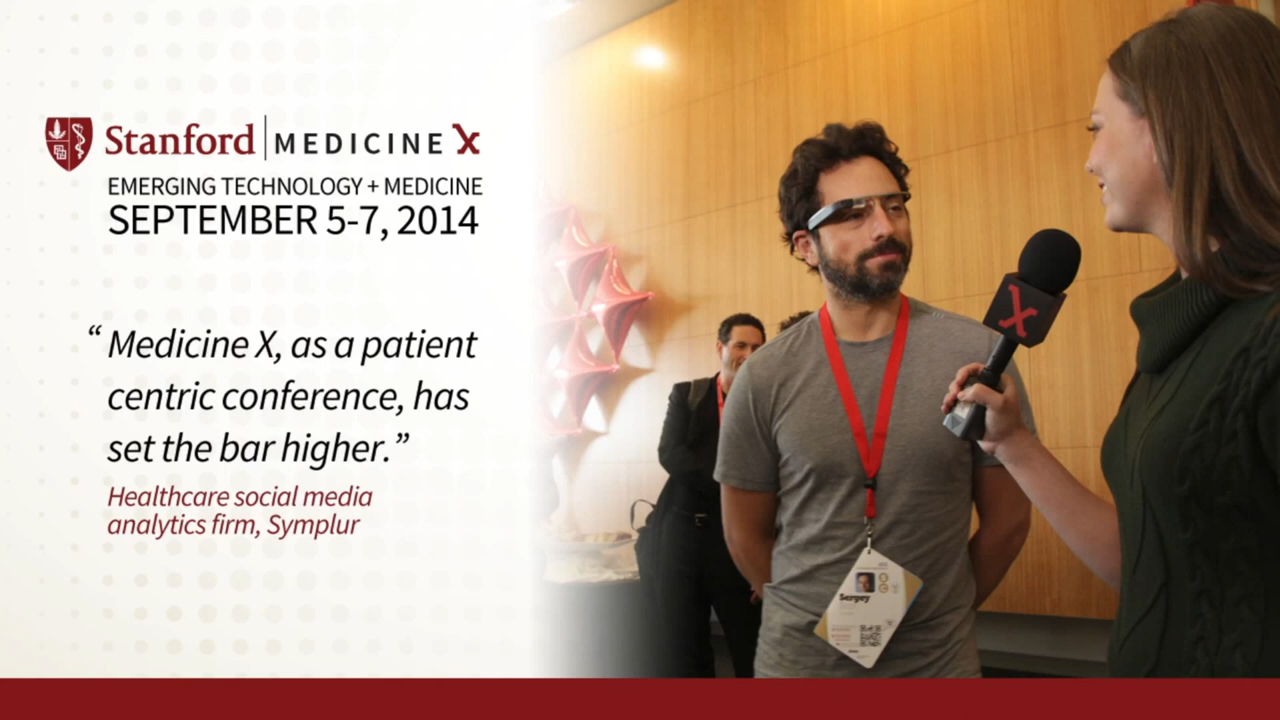 Stanford | MEDICINE X
EMERGING TECHNOLOGY + MEDICINE
SEPTEMBER 5-7, 2014
“ Medicine X, as a patient
centric conference, has
set the bar higher.”
Healthcare social media
analytics firm, Symplur
X
Sergey